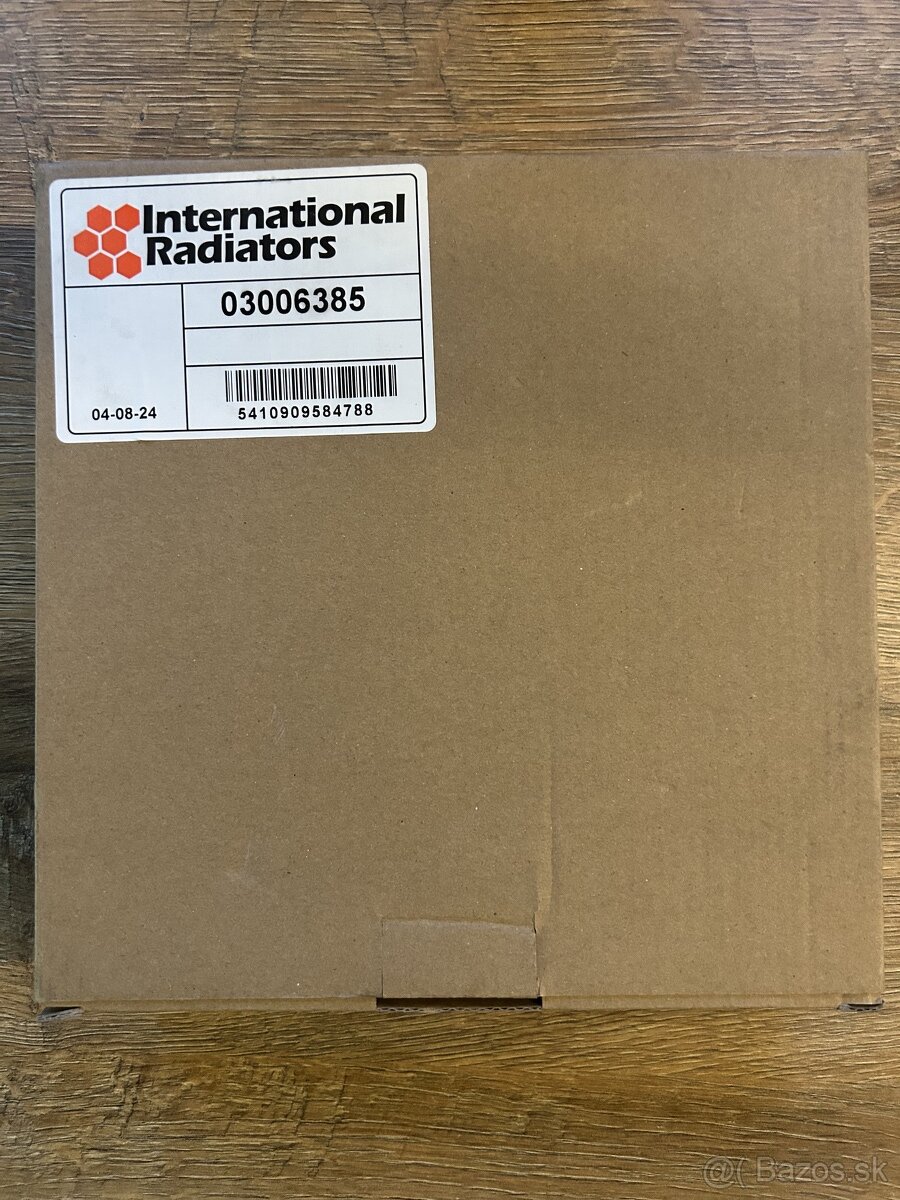 International
Radiators
03006385
04-08-24
5410909584788
@( Bazos.sk